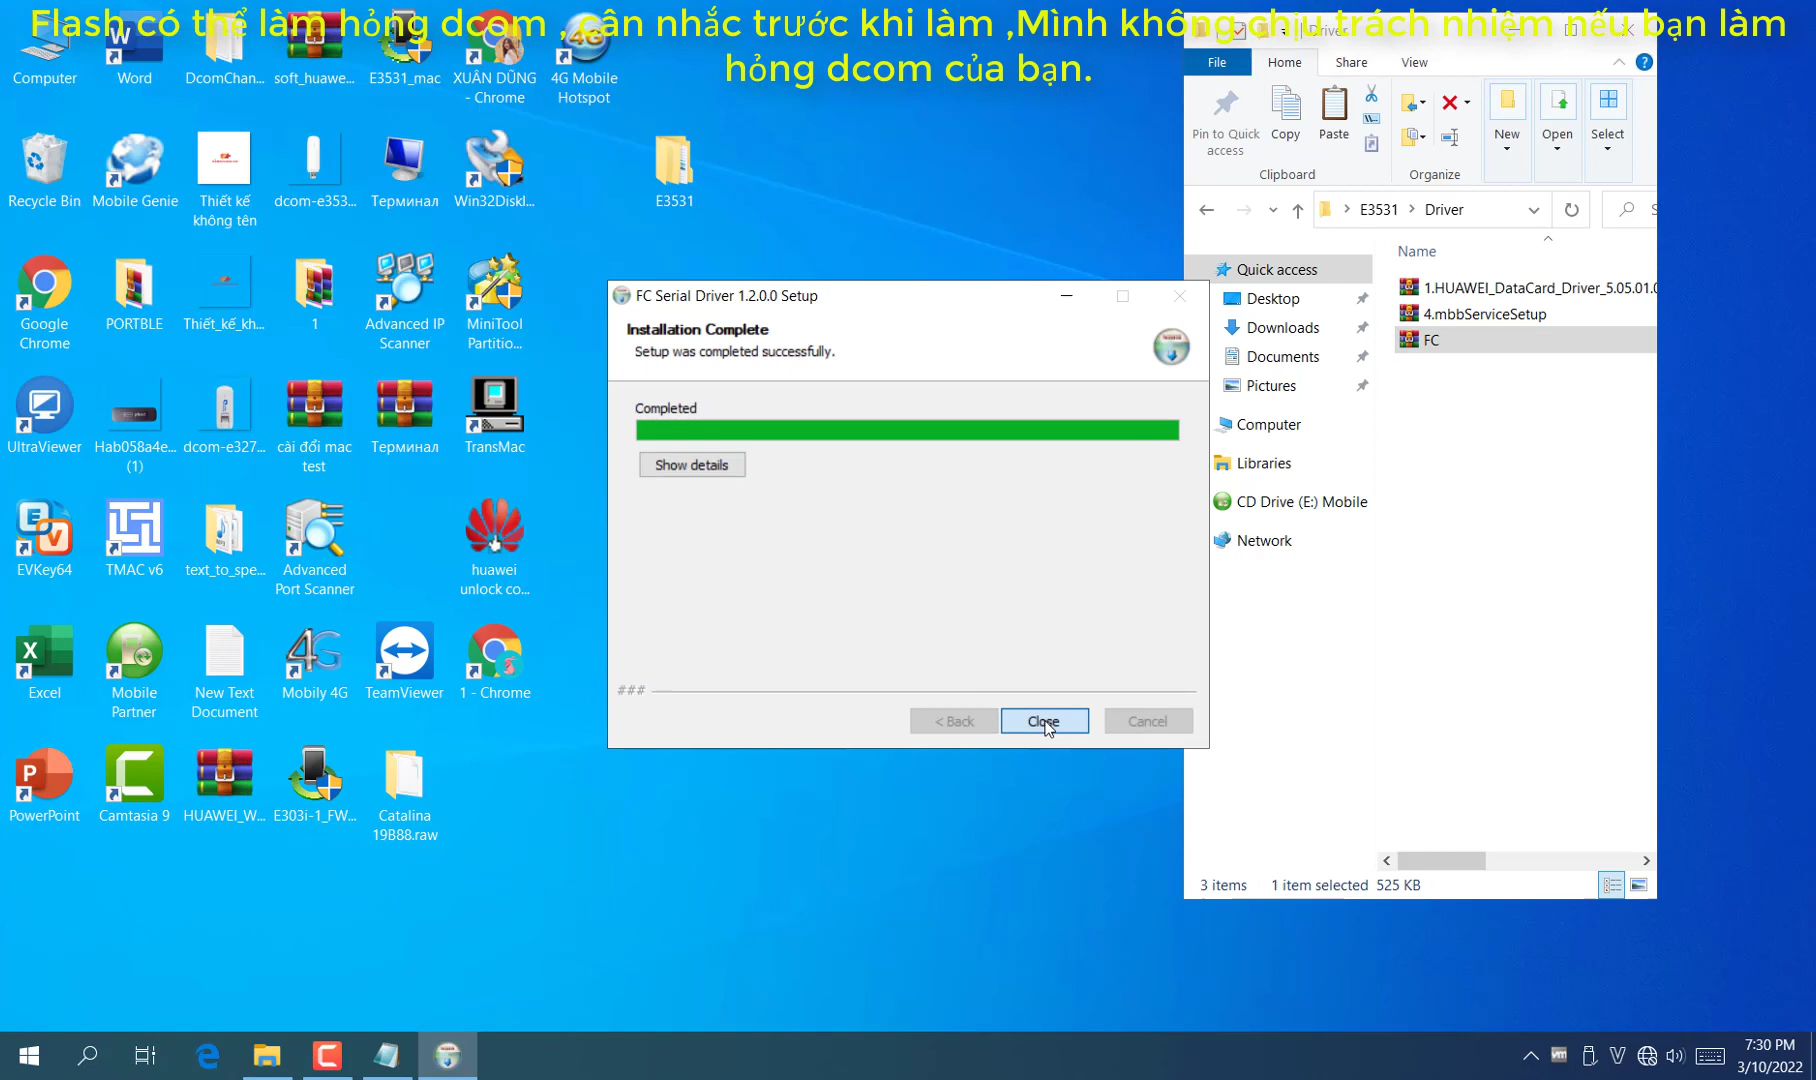 Flash có thể làm hỏng dcom , cân nhắc trước khi làm ,Mình không chịu trách nhiệm nếu bạn làm
hỏng dcom của bạn.
Computer
Word
DcomChan...
soft_huawe...
E3531_mac
XUÂN DŨNG
- Chrome
4G Mobile
Hotspot
Recycle Bin
Mobile Genie
Thiết kế
không tên
dcom-e353...
Терминал
Win32DiskI...
E3531
Google
Chrome
PORTBLE
Thiết_kế_kh...
1
Advanced IP
Scanner
MiniTool
Partitio...
UltraViewer
Hab058a4e...
(1)
dcom-e327...
cài đổi mac
test
Терминал
TransMac
EVKey64
TMAC v6
text_to_spe...
Advanced
Port Scanner
huawei
unlock co...
Excel
Mobile
Partner
New Text
Document
Mobily 4G
TeamViewer
1 - Chrome
PowerPoint
Camtasia 9
HUAWEI_W...
E303i-1_FW...
Catalina
19B88.raw
FC Serial Driver 1.2.0.0 Setup
Installation Complete
Setup was completed successfully.
Completed
Show details
###
< Back
Close
Cancel
Driver
File
Home
Share
View
Pin to Quick
access
Copy
Paste
New
Open
Select
Clipboard
Organize
E3531
Driver
Name
Quick access
Desktop
Downloads
Documents
Pictures
Computer
Libraries
CD Drive (E:) Mobile
Network
1.HUAWEI_DataCard_Driver_5.05.01.0
4.mbbServiceSetup
FC
3 items
1 item selected
525 KB
7:30 PM
3/10/2022